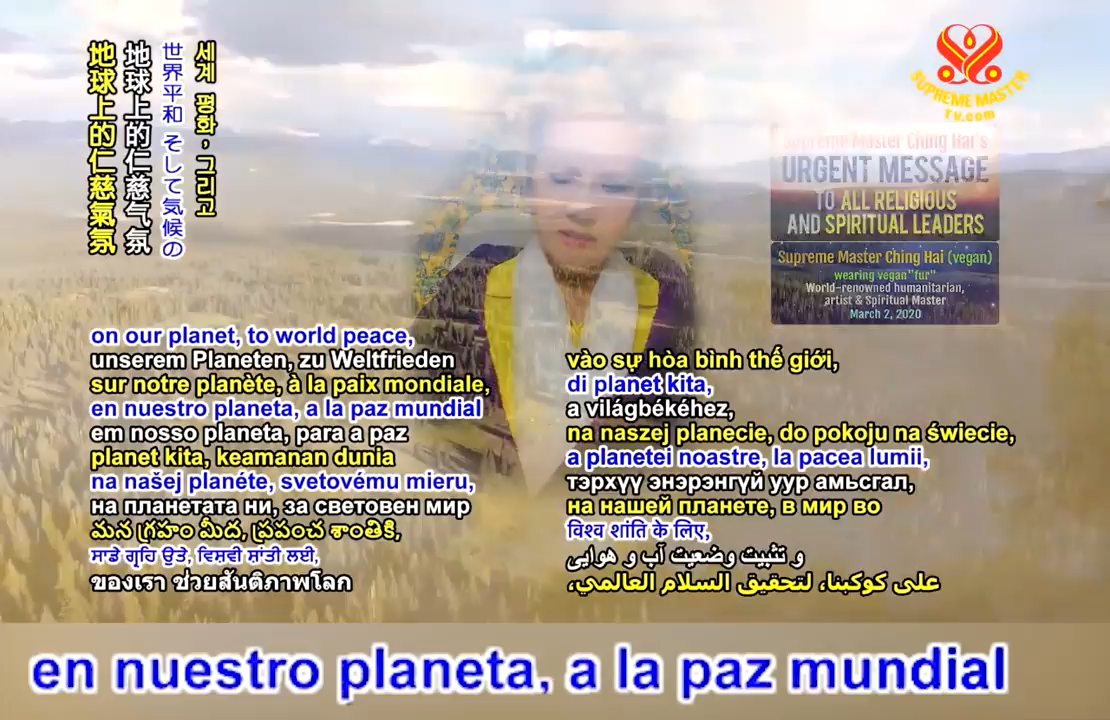 地球上的仁慈氣氛
地球上的仁慈气氛
世界平和 そして気候の
세계 평화, 그리고
SUPREME MASTER
TV.com
Supreme Master Ching Hai's
URGENT MESSAGE
TO ALL RELIGIOUS
AND SPIRITUAL LEADERS
Supreme Master Ching Hai (vegan)
wearing vegan "fur"
World-renowned humanitarian,
artist & Spiritual Master
March 2, 2020
on our planet, to world peace,
unserem Planeten, zu Weltfrieden
sur notre planète, à la paix mondiale,
en nuestro planeta, a la paz mundial
em nosso planeta, para a paz
planet kita, keamanan dunia
na našej planéte, svetovému mieru,
на планетата ни, за световен мир
మన గ్రహం మీద, ప్రపంచ శాంతికి,
ਸਾਡੇ ਗ੍ਰਹਿ ਉਤੇ, ਵਿਸ਼ਵੀ ਸ਼ਾਂਤੀ ਲਈ,
ของเรา ช่วยสันติภาพโลก
vào sự hòa bình thế giới,
di planet kita,
a világbékéhez,
na naszej planecie, do pokoju na świecie,
a planetei noastre, la pacea lumii,
тэрхүү энэрэнгүй уур амьсгал,
на нашей планете, в мир во
विश्व शांति के लिए,
و تثبیت وضعیت آب و هوایی
على كوكبنا، لتحقيق السلام العالمي،
en nuestro planeta, a la paz mundial